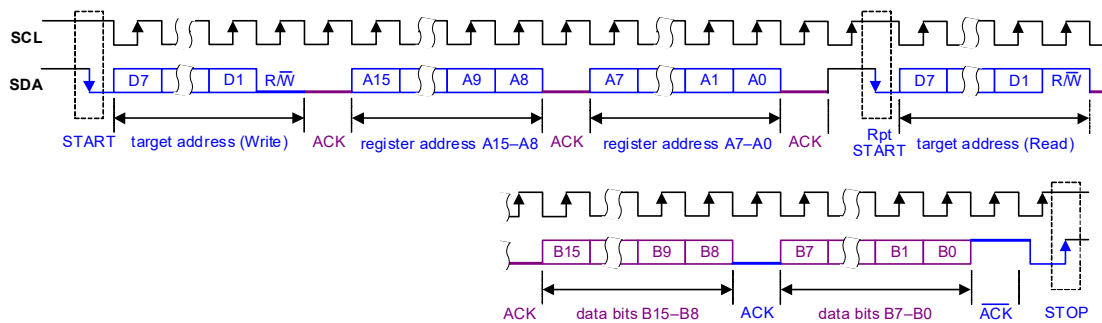 SCL
SDA
D7 D1 R/W̅ A15 A9 A8 A7 A1 A0 D7 D1 R/W̅
START target address (Write) ACK register address A15–A8 ACK register address A7–A0 ACK Rpt START target address (Read)
B15 B9 B8 B7 B1 B0
ACK data bits B15–B8 ACK data bits B7–B0 A̅C̅K̅ STOP